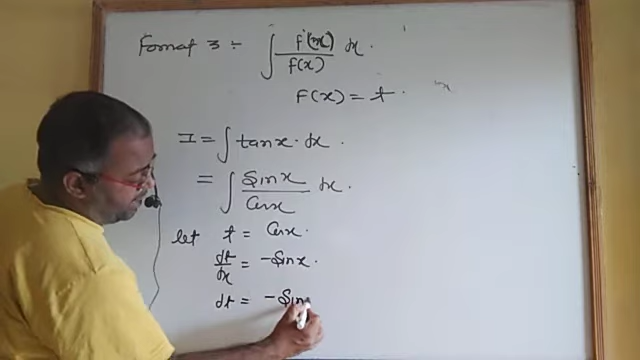 Format 3 ÷ ∫ f'(x)/f(x) dx.
f(x) = t.
I = ∫ tanx. dx.
= ∫ Sinx/Cosx dx.
let t = Cosx.
dt/dx = -Sinx.
dt = -Sin